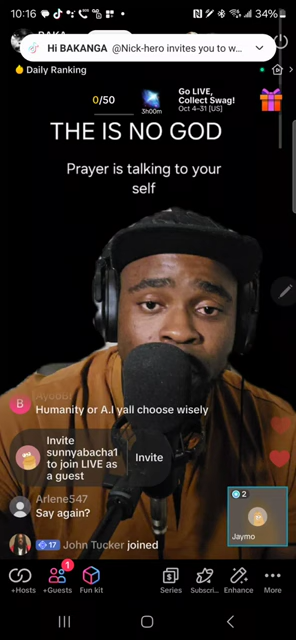 10:16
34%
BAKA
Hi BAKANGA @Nick-hero invites you to w...
Daily Ranking
0/50
3h00m
Go LIVE,
Collect Swag!
Oct 4–31 [US]
THE IS NO GOD
Prayer is talking to your
self
B
Humanity or A.I yall choose wisely
Invite
sunnyabacha1
to join LIVE as
a guest
Invite
Arlene547
Say again?
17 John Tucker joined
2
Jaymo
1
+Hosts
+Guests
Fun kit
Series
Subscri...
Enhance
More